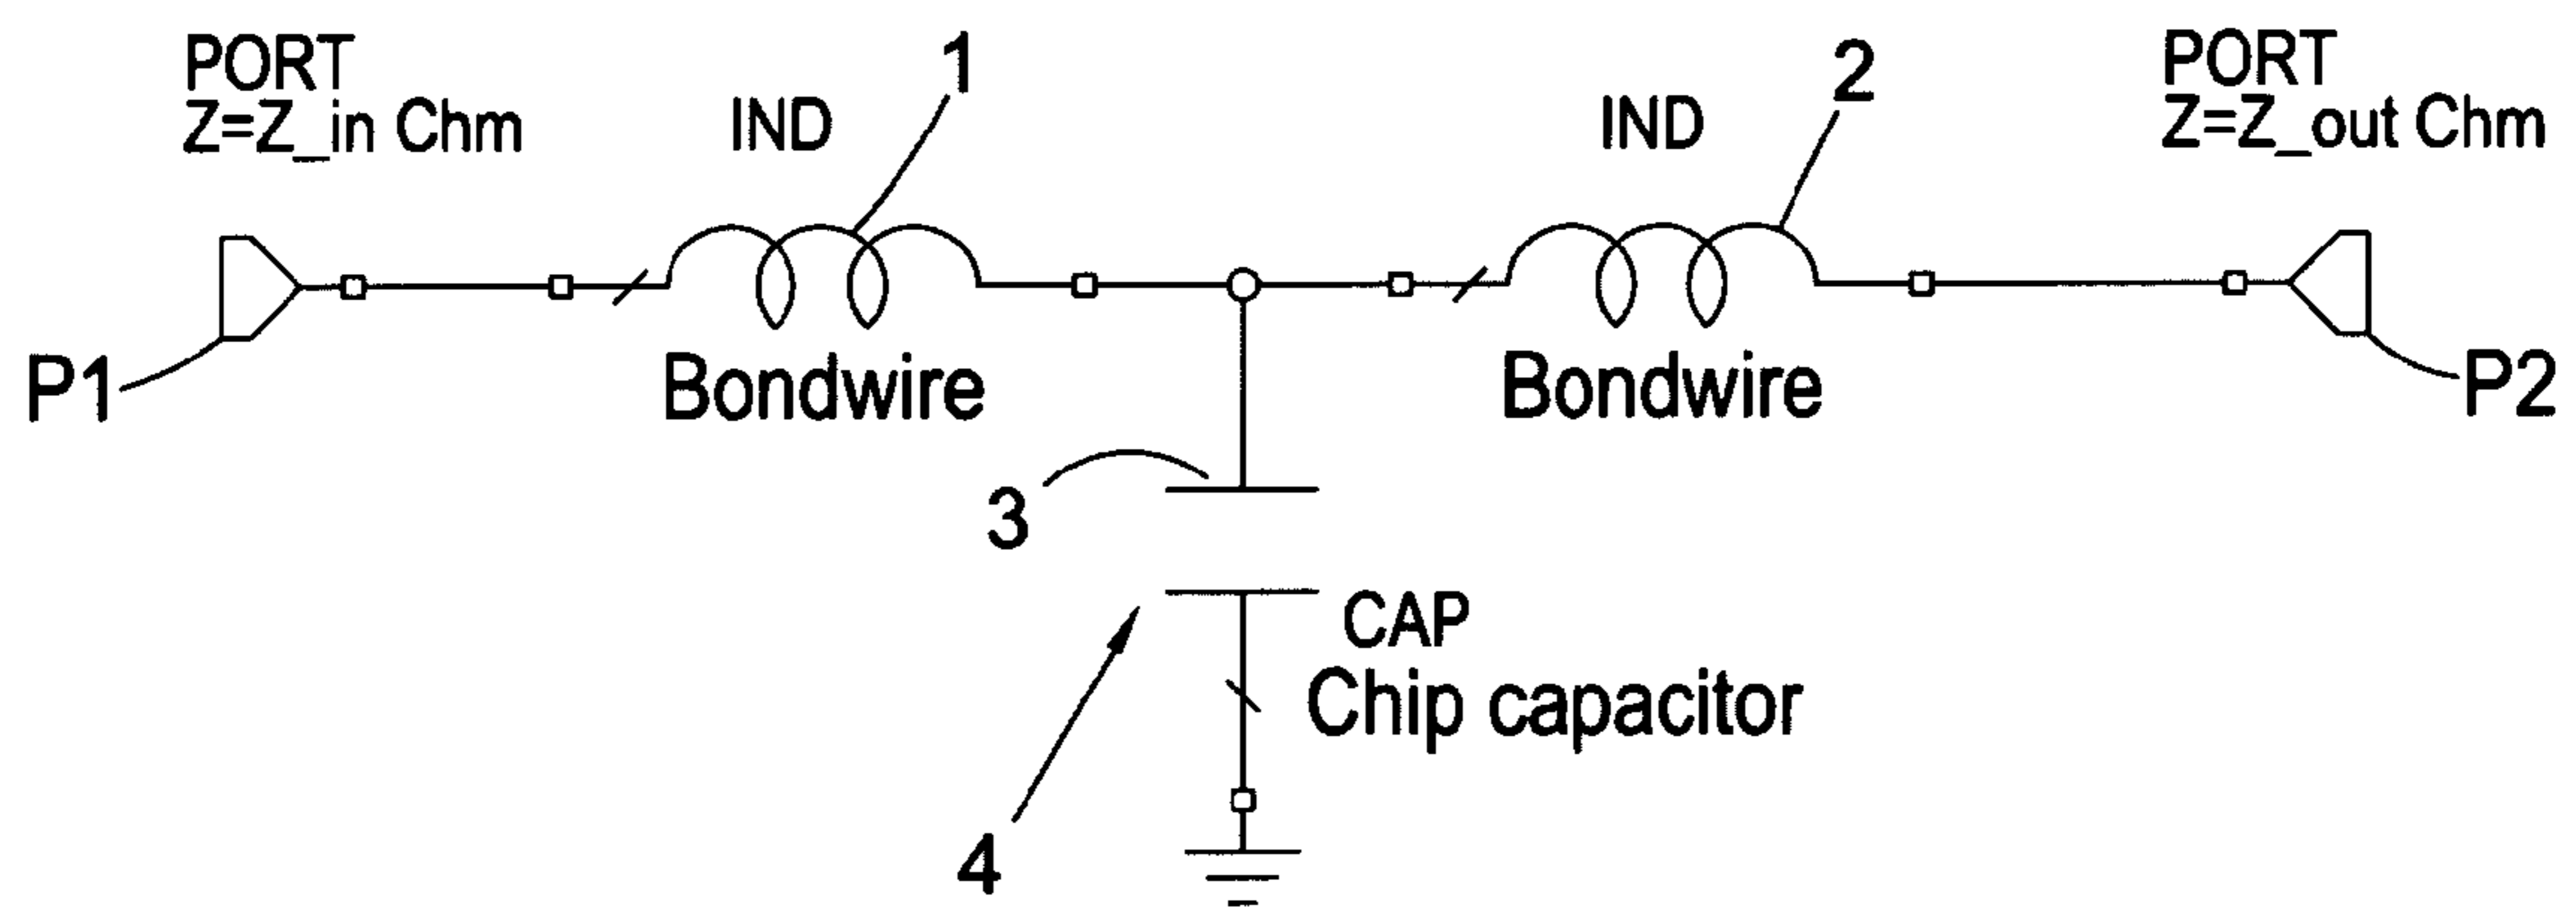 PORT
Z=Z_in Chm
1
IND
IND
2
PORT
Z=Z_out Chm
P1
Bondwire
Bondwire
P2
3
CAP
Chip capacitor
4